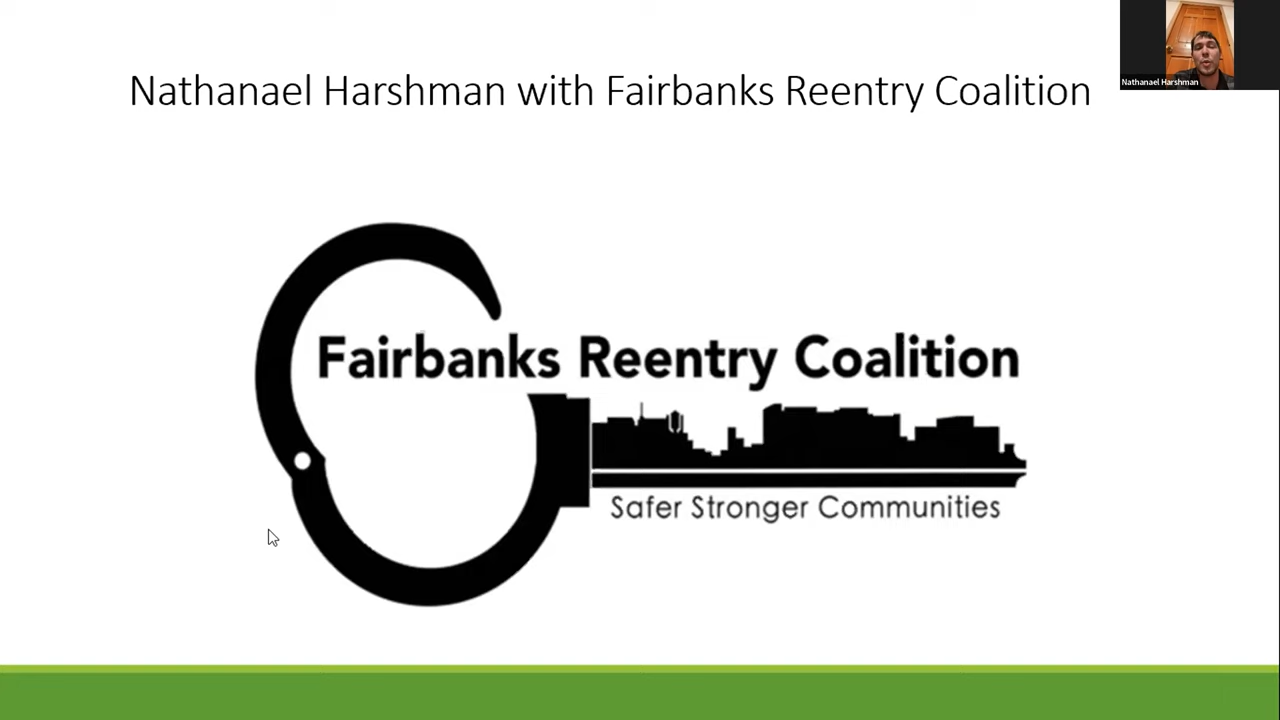 Nathanael Harshman with Fairbanks Reentry Coalition
Nathanael Harshman
Fairbanks Reentry Coalition
Safer Stronger Communities